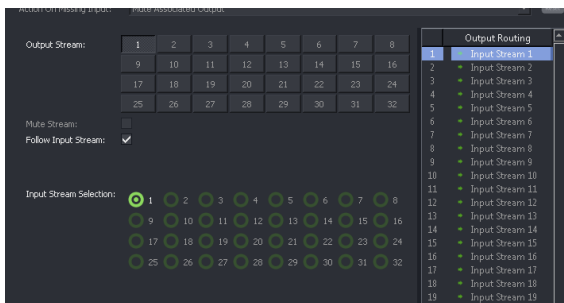 Action On Missing Input: Mute Associated Output
Output Stream:
1 2 3 4 5 6 7 8
9 10 11 12 13 14 15 16
17 18 19 20 21 22 23 24
25 26 27 28 29 30 31 32
Mute Stream:
Follow Input Stream:
Input Stream Selection:
1 2 3 4 5 6 7 8
9 10 11 12 13 14 15 16
17 18 19 20 21 22 23 24
25 26 27 28 29 30 31 32
Output Routing
1 Input Stream 1
2 Input Stream 2
3 Input Stream 3
4 Input Stream 4
5 Input Stream 5
6 Input Stream 6
7 Input Stream 7
8 Input Stream 8
9 Input Stream 9
10 Input Stream 10
11 Input Stream 11
12 Input Stream 12
13 Input Stream 13
14 Input Stream 14
15 Input Stream 15
16 Input Stream 16
17 Input Stream 17
18 Input Stream 18
19 Input Stream 19